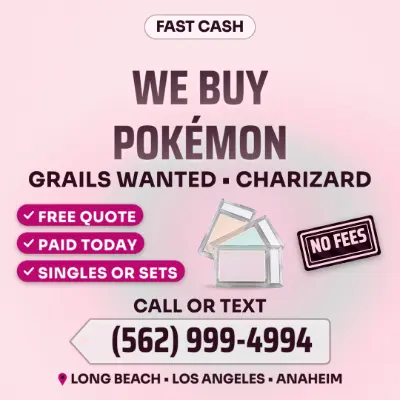 FAST CASH
WE BUY
POKÉMON
GRAILS WANTED • CHARIZARD
FREE QUOTE
PAID TODAY
SINGLES OR SETS
NO FEES
CALL OR TEXT
(562) 999-4994
LONG BEACH • LOS ANGELES • ANAHEIM